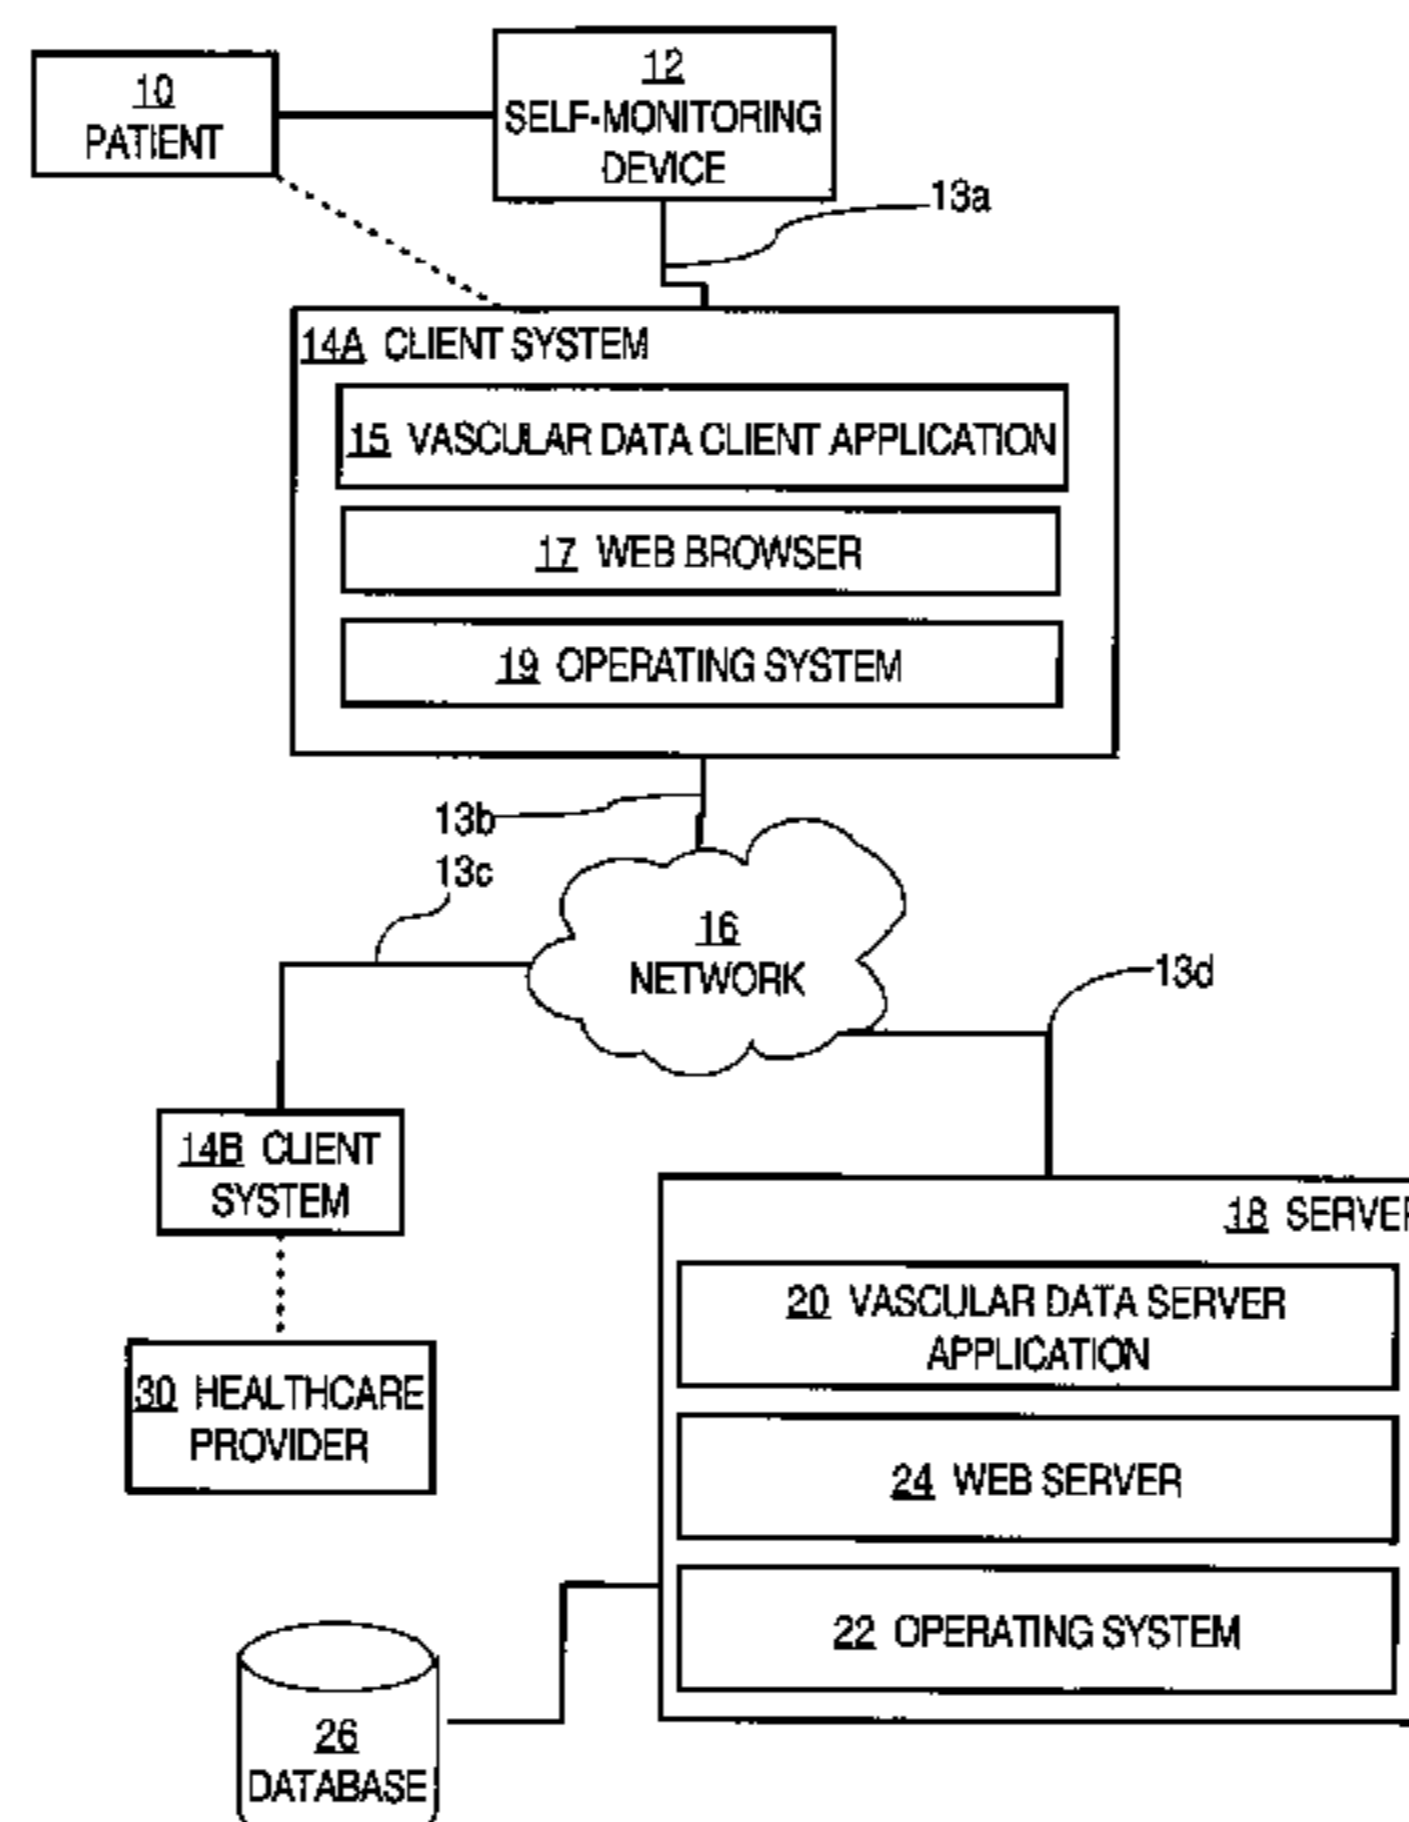 10
PATIENT
12
SELF-MONITORING
DEVICE
13a
14A CLIENT SYSTEM
15 VASCULAR DATA CLIENT APPLICATION
17 WEB BROWSER
19 OPERATING SYSTEM
13b
13c
16
NETWORK
13d
14B CLIENT
SYSTEM
18 SERVER
20 VASCULAR DATA SERVER
APPLICATION
30 HEALTHCARE
PROVIDER
24 WEB SERVER
22 OPERATING SYSTEM
26
DATABASE